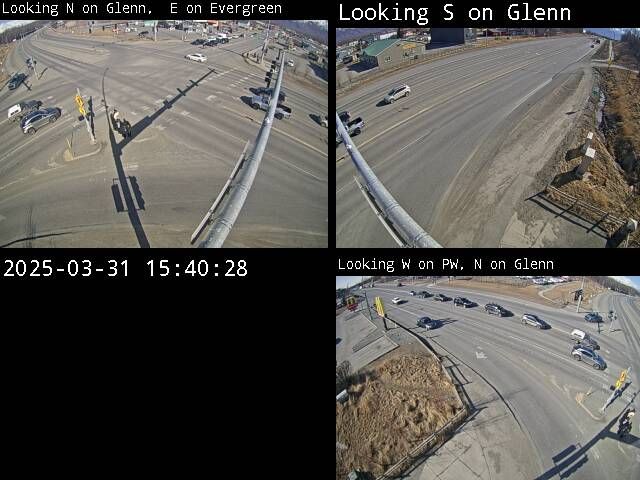 Looking N on Glenn, E on Evergreen
Looking S on Glenn
2025-03-31 15:40:28
Looking W on PW, N on Glenn